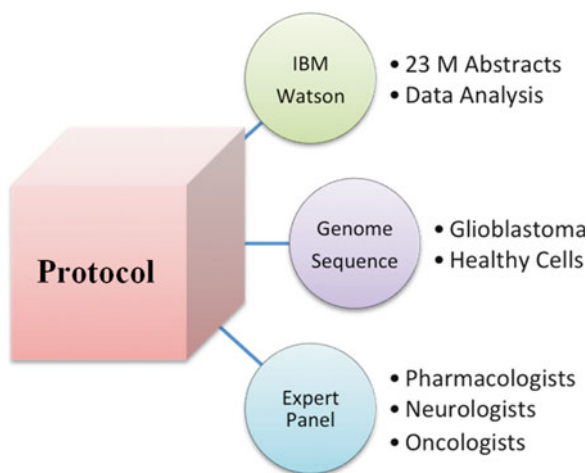 IBM
Watson
• 23 M Abstracts
• Data Analysis
Protocol
Genome
Sequence
• Glioblastoma
• Healthy Cells
Expert
Panel
• Pharmacologists
• Neurologists
• Oncologists